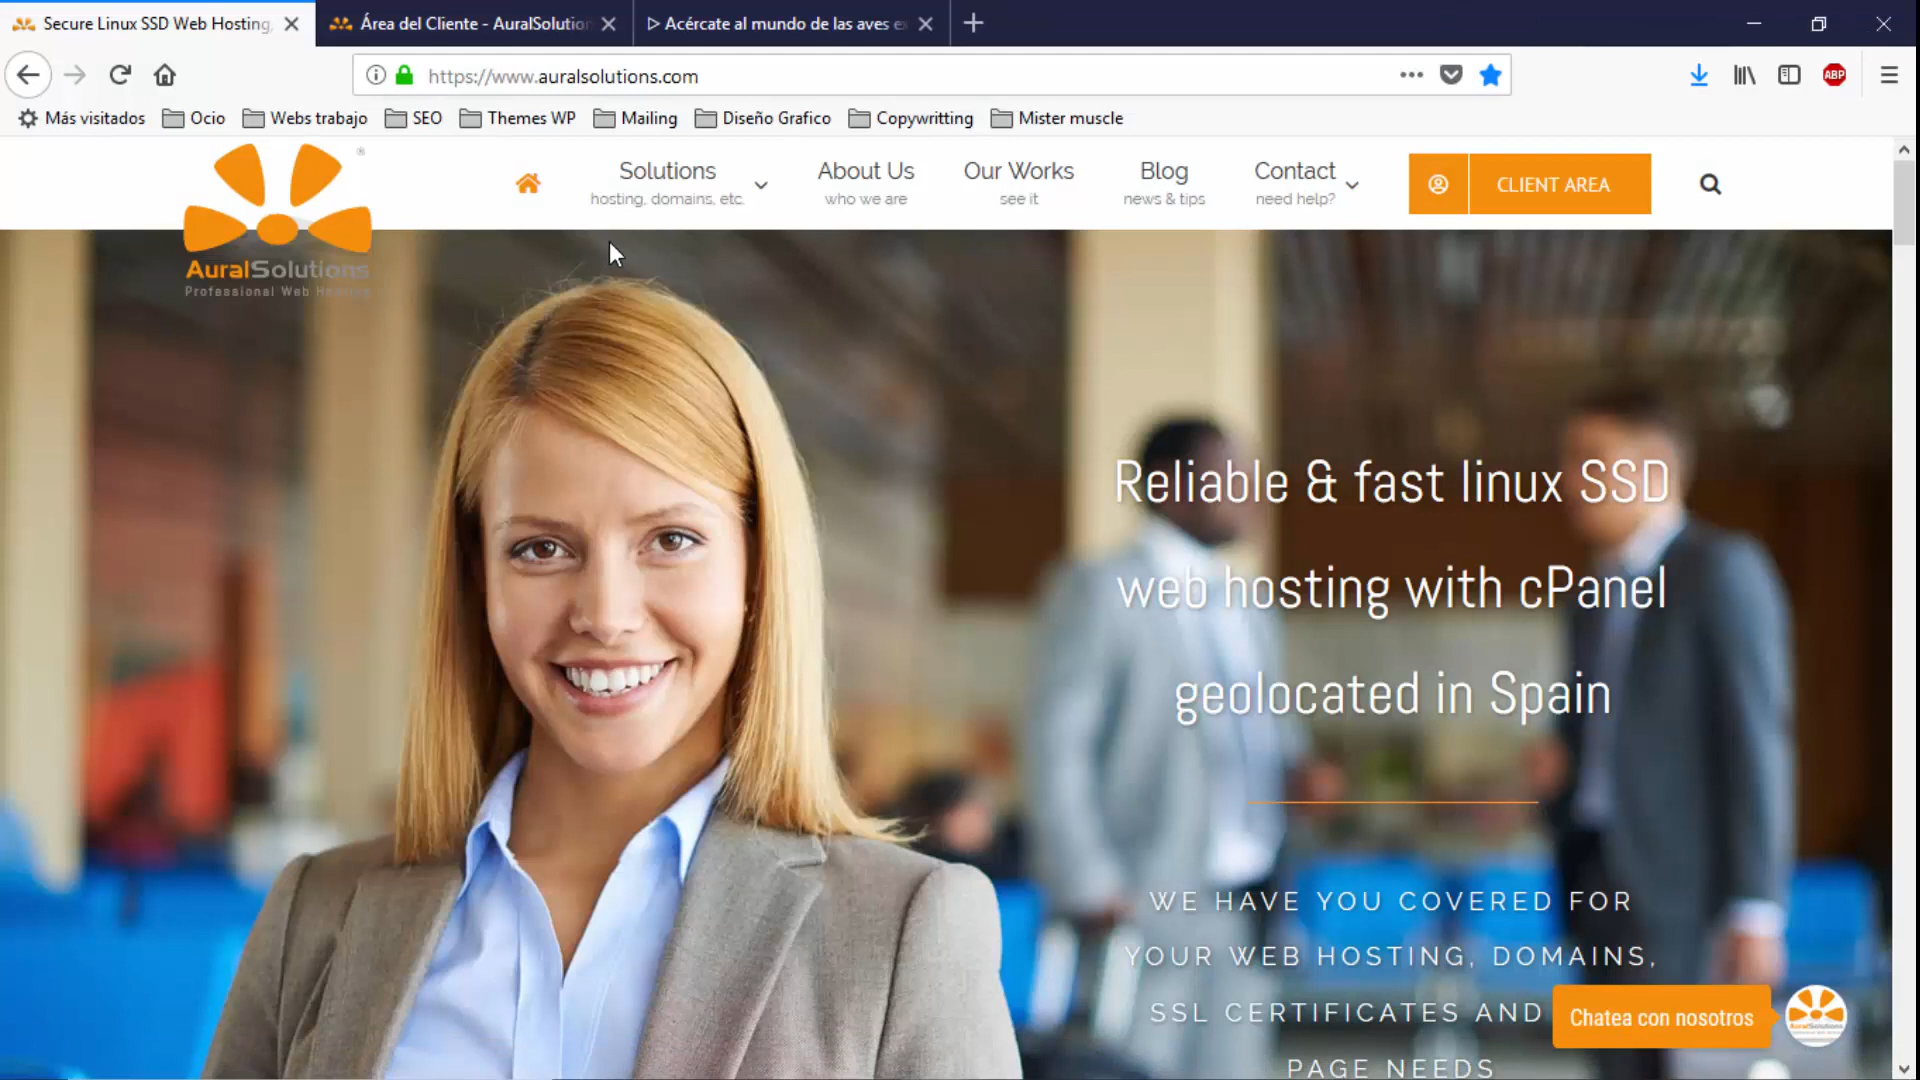 Secure Linux SSD Web Hosting,
Área del Cliente - AuralSolution
▷ Acércate al mundo de las aves e
https://www.auralsolutions.com
ABP
Más visitados
Ocio
Webs trabajo
SEO
Themes WP
Mailing
Diseño Grafico
Copywritting
Mister muscle
Solutions
hosting, domains, etc.
About Us
who we are
Our Works
see it
Blog
news & tips
Contact
need help?
CLIENT AREA
®
AuralSolutions
Professional Web Hosting
Reliable & fast linux SSD
web hosting with cPanel
geolocated in Spain
WE HAVE YOU COVERED FOR
YOUR WEB HOSTING, DOMAINS,
SSL CERTIFICATES AND
PAGE NEEDS
Chatea con nosotros
AuralSolutions